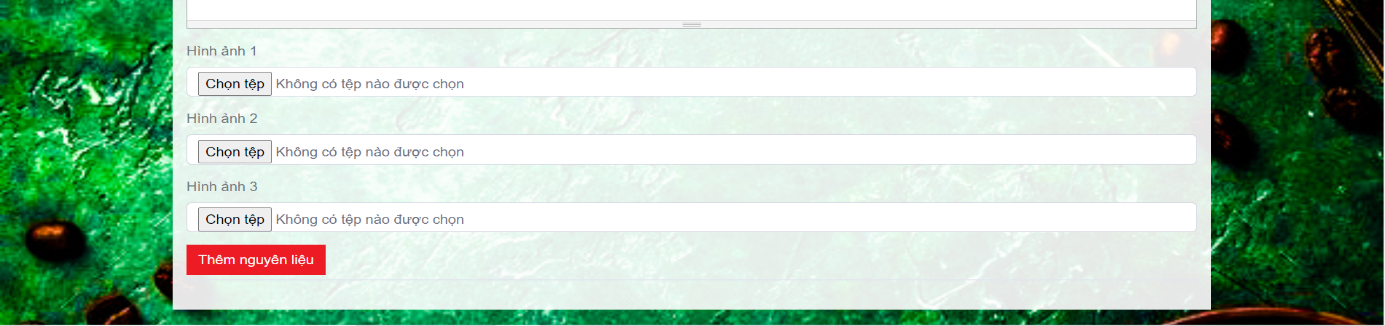 Hình ảnh 1
Chọn tệp Không có tệp nào được chọn
Hình ảnh 2
Chọn tệp Không có tệp nào được chọn
Hình ảnh 3
Chọn tệp Không có tệp nào được chọn
Thêm nguyên liệu